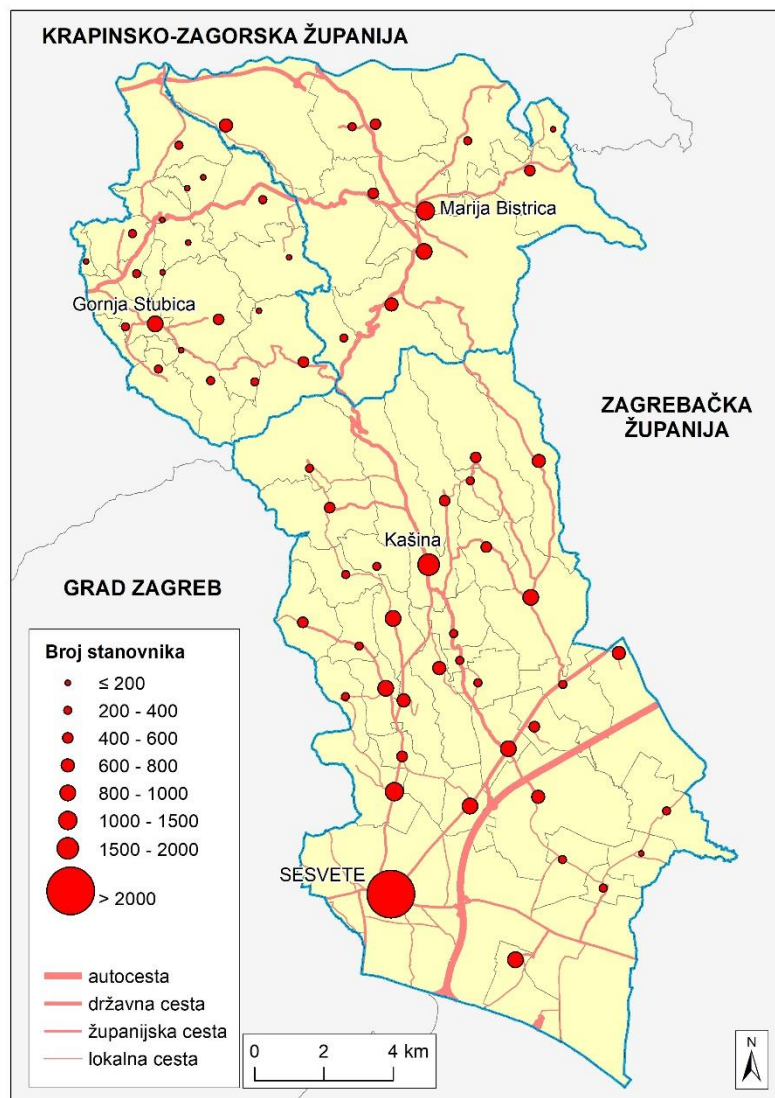 KRAPINSKO-ZAGORSKA ŽUPANIJA
Marija Bistrica
Gornja Stubica
ZAGREBAČKA
ŽUPANIJA
Kašina
GRAD ZAGREB
SESVETE
Broj stanovnika
≤ 200
200 - 400
400 - 600
600 - 800
800 - 1000
1000 - 1500
1500 - 2000
> 2000
autocesta
državna cesta
županijska cesta
lokalna cesta
0 2 4 km
N